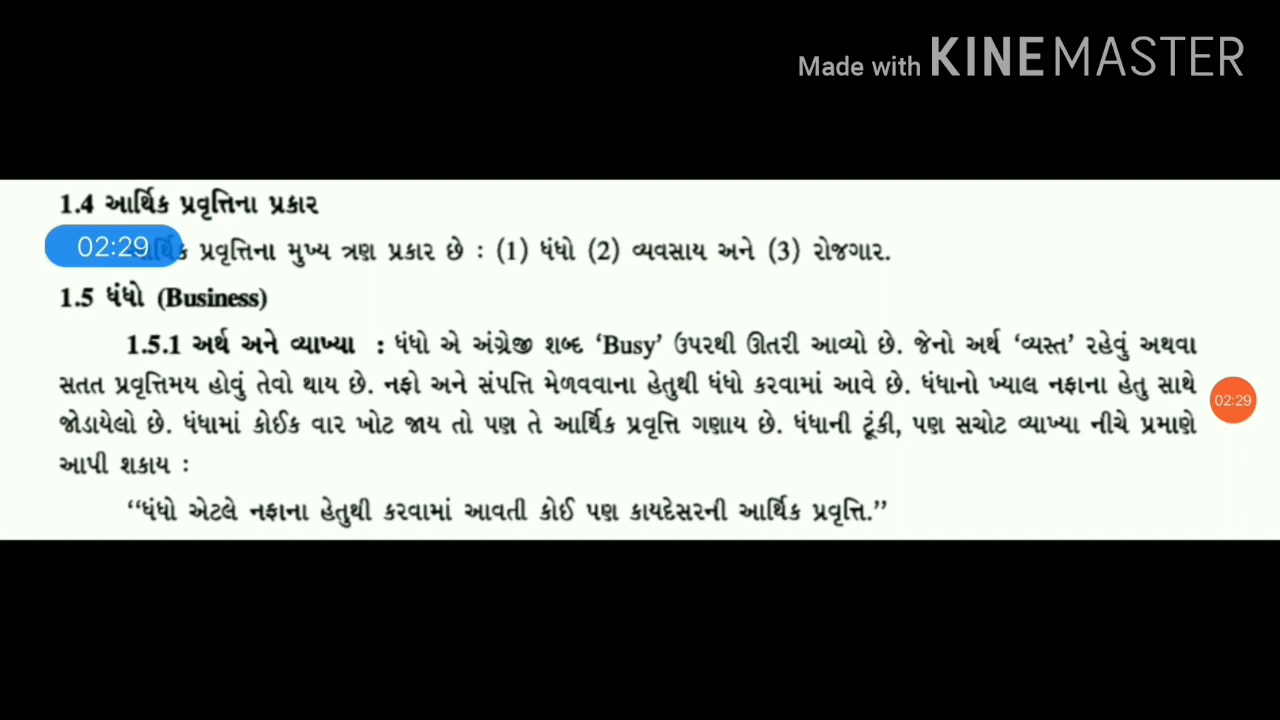 Made with KINEMASTER
1.4 આર્થિક પ્રવૃત્તિના પ્રકાર
02:29 પ્રવૃત્તિના મુખ્ય ત્રણ પ્રકાર છે : (1) ધંધો (2) વ્યવસાય અને (3) રોજગાર.
1.5 ધંધો (Business)
1.5.1 અર્થ અને વ્યાખ્યા : ધંધો એ અંગ્રેજી શબ્દ ‘Busy’ ઉપરથી ઊતરી આવ્યો છે. જેનો અર્થ ‘વ્યસ્ત’ રહેવું અથવા
સતત પ્રવૃત્તિમય હોવું તેવો થાય છે. નફો અને સંપત્તિ મેળવવાના હેતુથી ધંધો કરવામાં આવે છે. ધંધાનો ખ્યાલ નફાના હેતુ સાથે
02:29
જોડાયેલો છે. ધંધામાં કોઈક વાર ખોટ જાય તો પણ તે આર્થિક પ્રવૃત્તિ ગણાય છે. ધંધાની ટૂંકી, પણ સચોટ વ્યાખ્યા નીચે પ્રમાણે
આપી શકાય :
‘‘ધંધો એટલે નફાના હેતુથી કરવામાં આવતી કોઈ પણ કાયદેસરની આર્થિક પ્રવૃત્તિ.’’